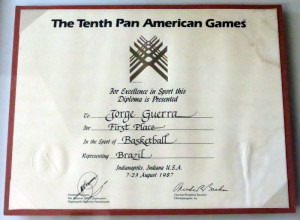 The Tenth Pan American Games
For Excellence in Sport this
Diploma is Presented
To Jorge Guerra
For First Place
In the Sport of Basketball
Representing Brazil
Indianapolis, Indiana U.S.A.
7-23 August 1987